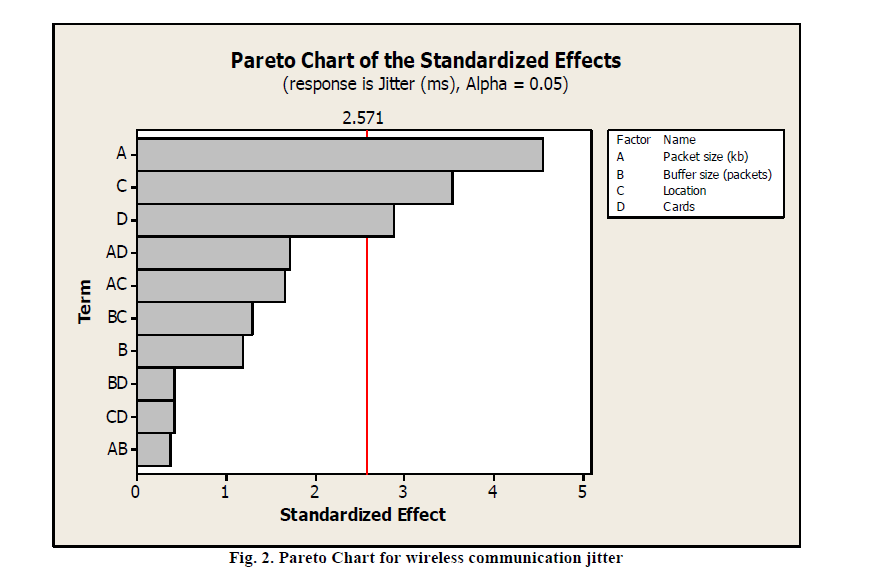 Pareto Chart of the Standardized Effects
(response is Jitter (ms), Alpha = 0.05)
2.571
Factor Name
A Packet size (kb)
B Buffer size (packets)
C Location
D Cards
Term
A
C
D
AD
AC
BC
B
BD
CD
AB
0 1 2 3 4 5
Standardized Effect
Fig. 2. Pareto Chart for wireless communication jitter